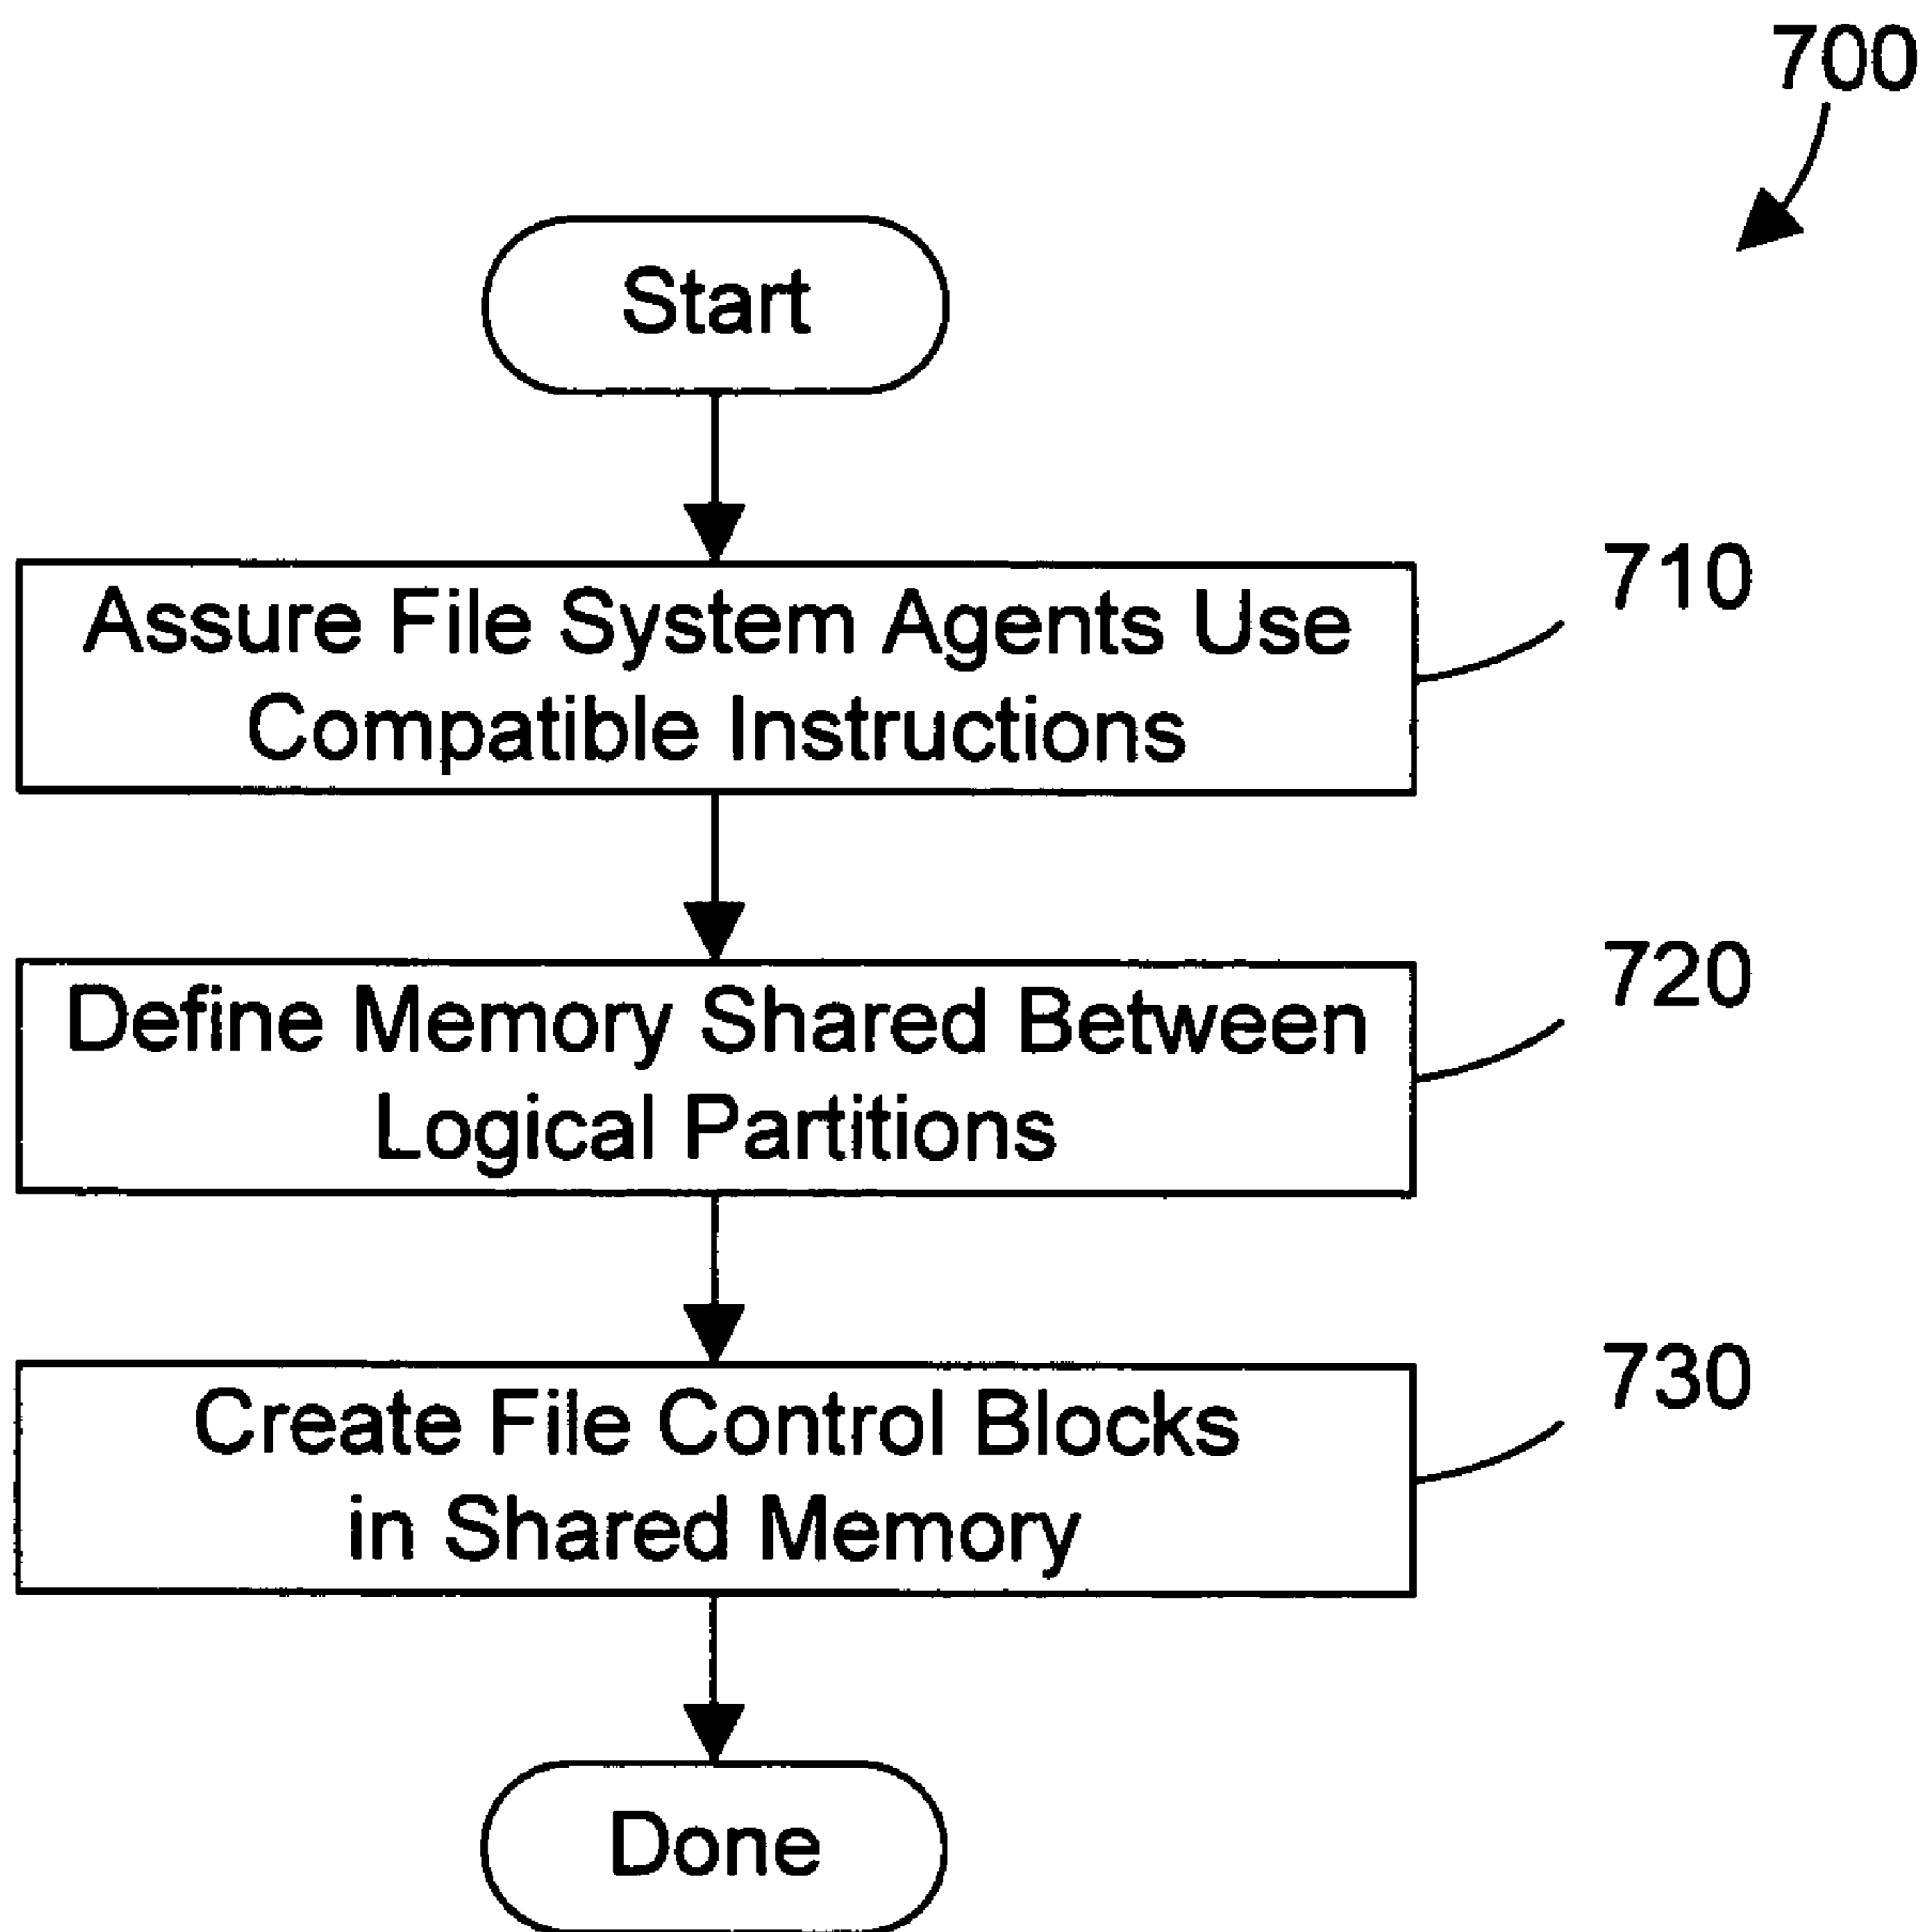 700
Start
Assure File System Agents Use
Compatible Instructions
710
Define Memory Shared Between
Logical Partitions
720
Create File Control Blocks
in Shared Memory
730
Done